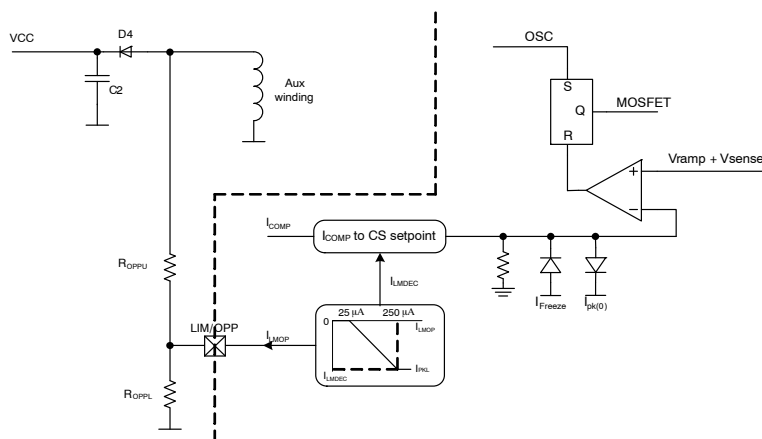 VCC
D4
C2
Aux
winding
OSC
S
Q
MOSFET
R
Vramp + Vsense
+
−
ICOMP
ICOMP to CS setpoint
ROPPU
ILMDEC
IFreeze
Ipk(0)
LIM/OPP
ILMOP
25 µA
250 µA
0
ILMOP
ILMDEC
IPKL
ROPPL